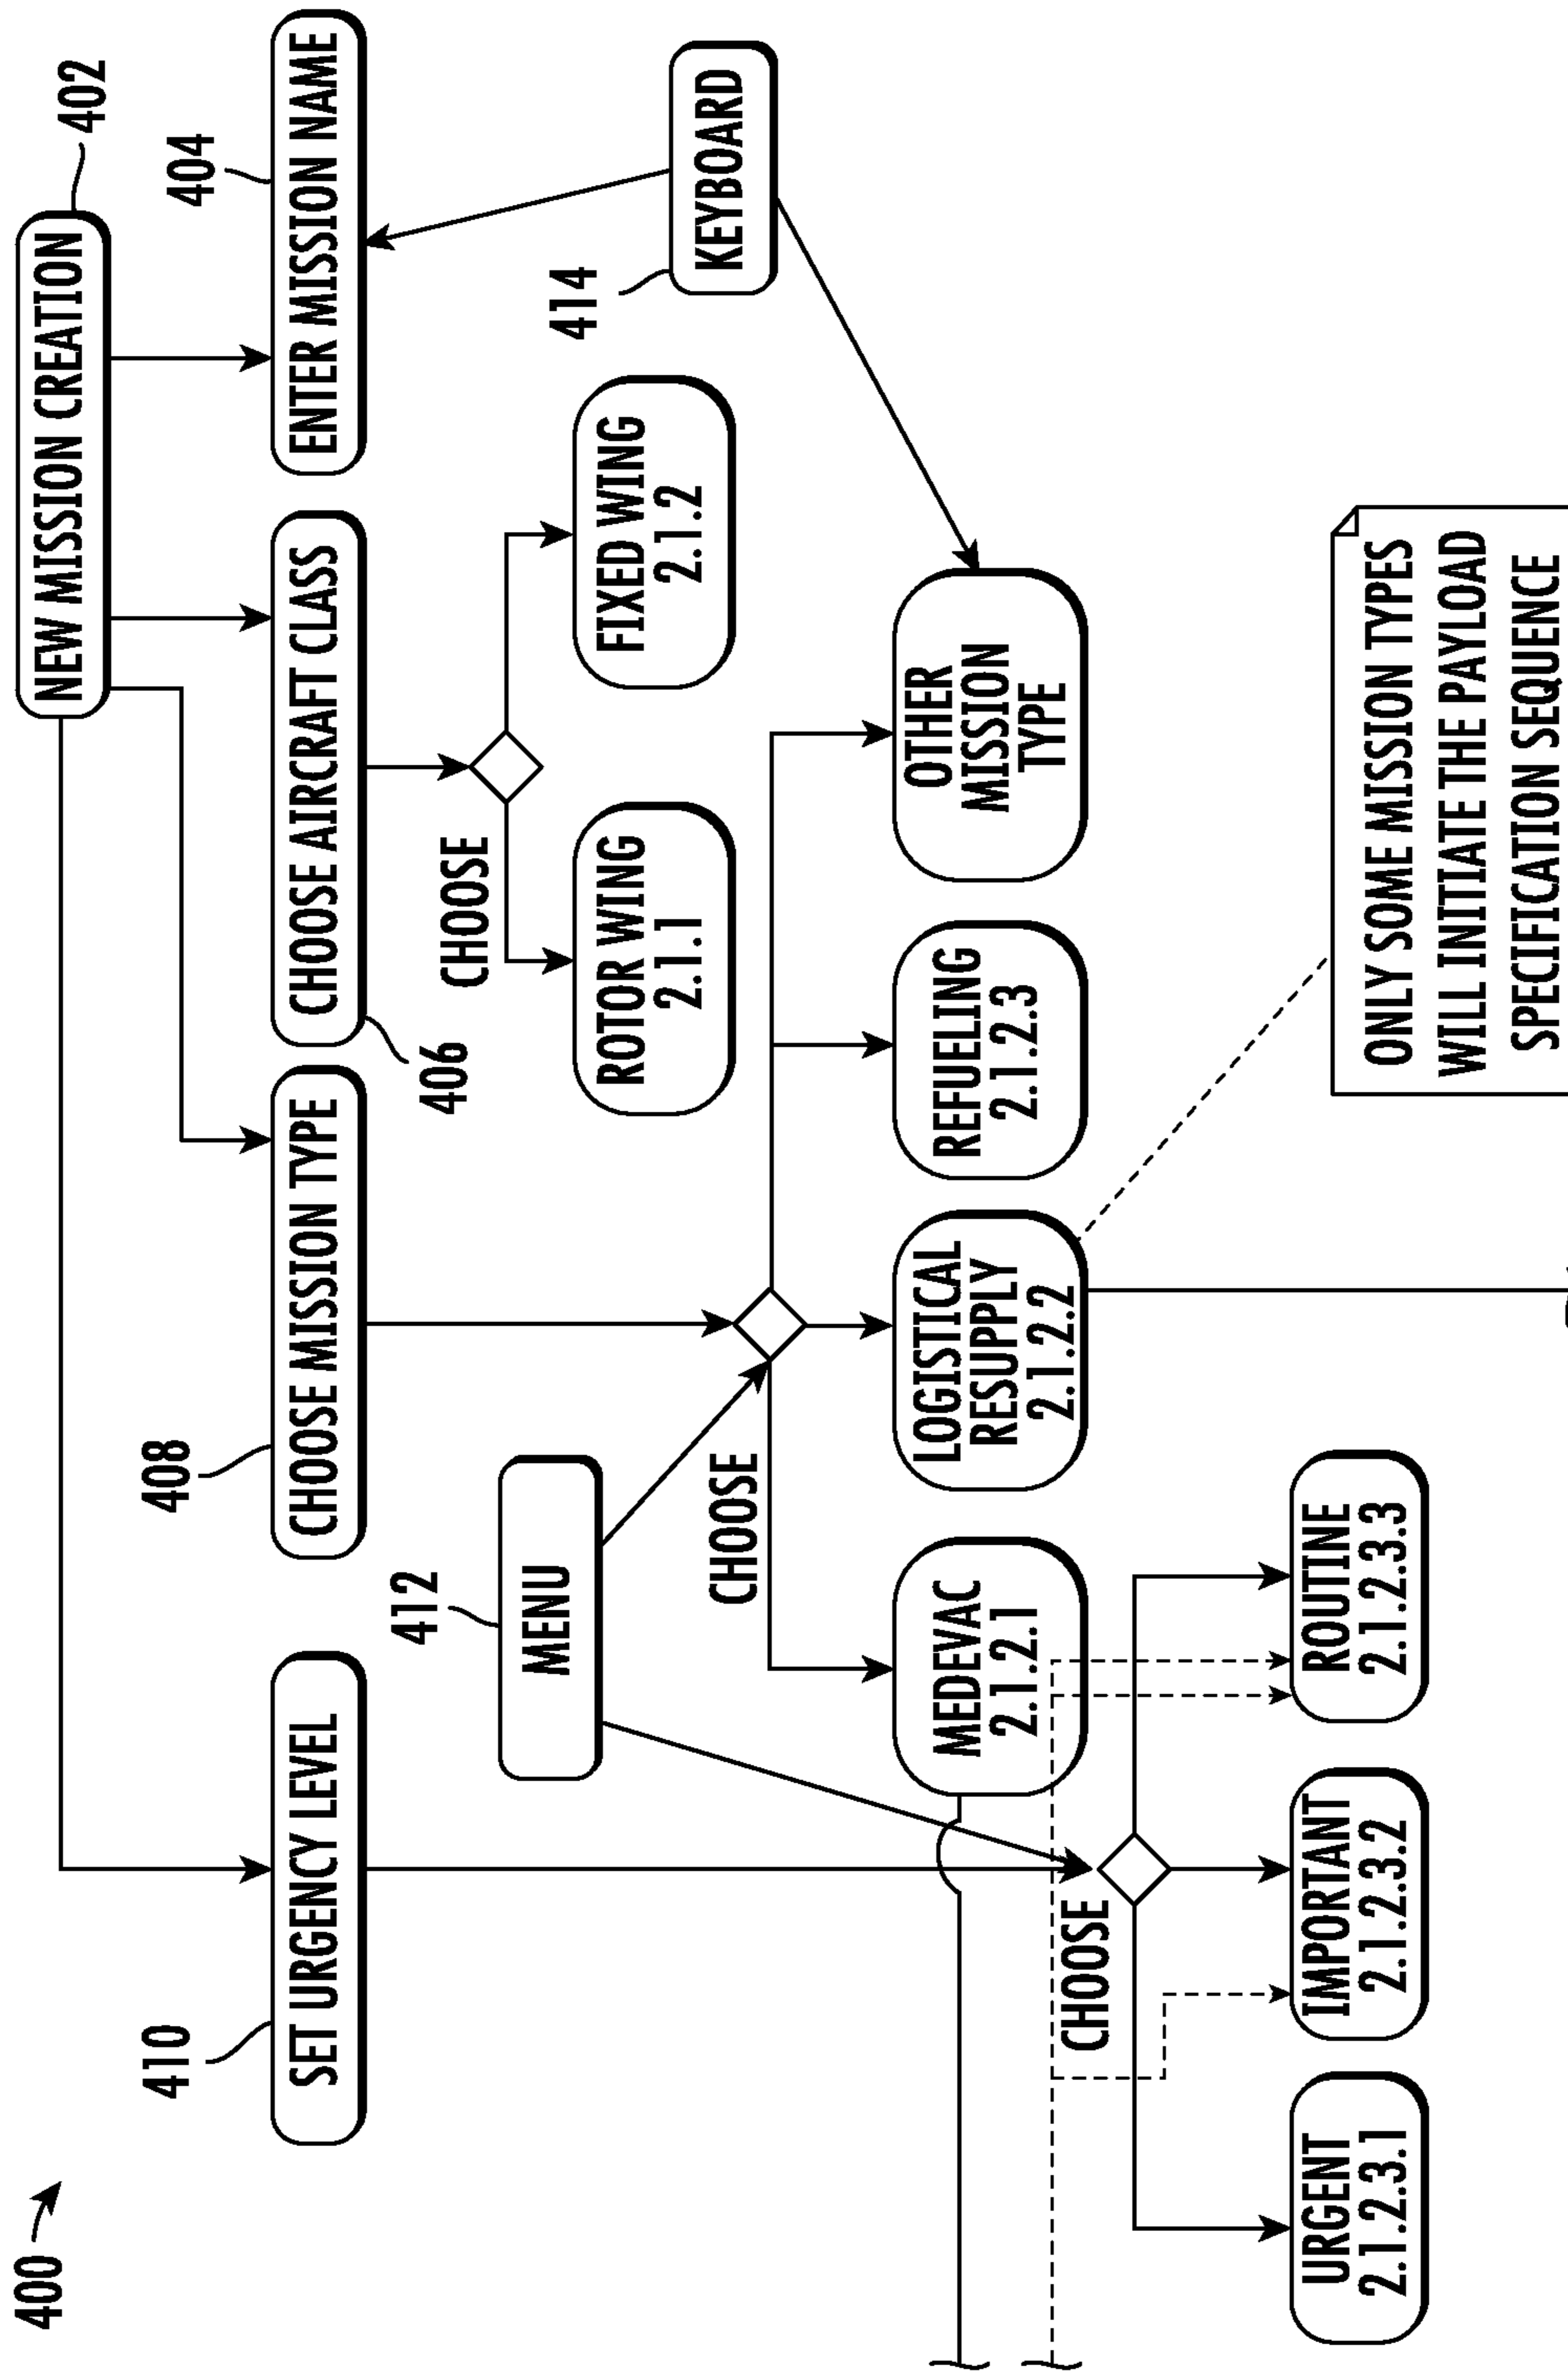 400
NEW MISSION CREATION
402
410
SET URGENCY LEVEL
408
CHOOSE MISSION TYPE
CHOOSE AIRCRAFT CLASS
406
404
ENTER MISSION NAME
412
MENU
CHOOSE
ROTOR WING
2.1.1
FIXED WING
2.1.2
414
KEYBOARD
CHOOSE
MEDEVAC
2.1.2.1
LOGISTICAL
RESUPPLY
2.1.2.2
REFUELING
2.1.2.3
OTHER
MISSION
TYPE
CHOOSE
URGENT
2.1.2.3.1
IMPORTANT
2.1.2.3.2
ROUTINE
2.1.2.3.3
ONLY SOME MISSION TYPES
WILL INITIATE THE PAYLOAD
SPECIFICATION SEQUENCE